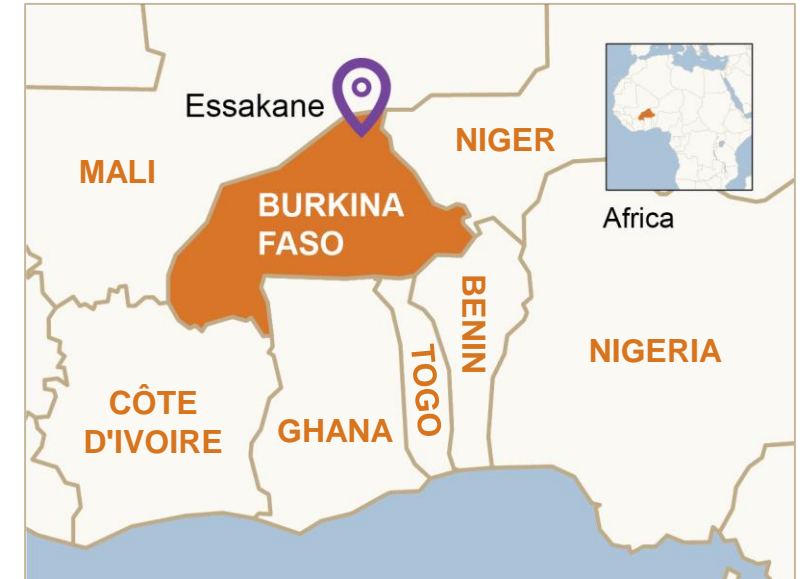 Essakane
NIGER
MALI
BURKINA
FASO
Africa
BENIN
NIGERIA
TOGO
CÔTE
D'IVOIRE
GHANA